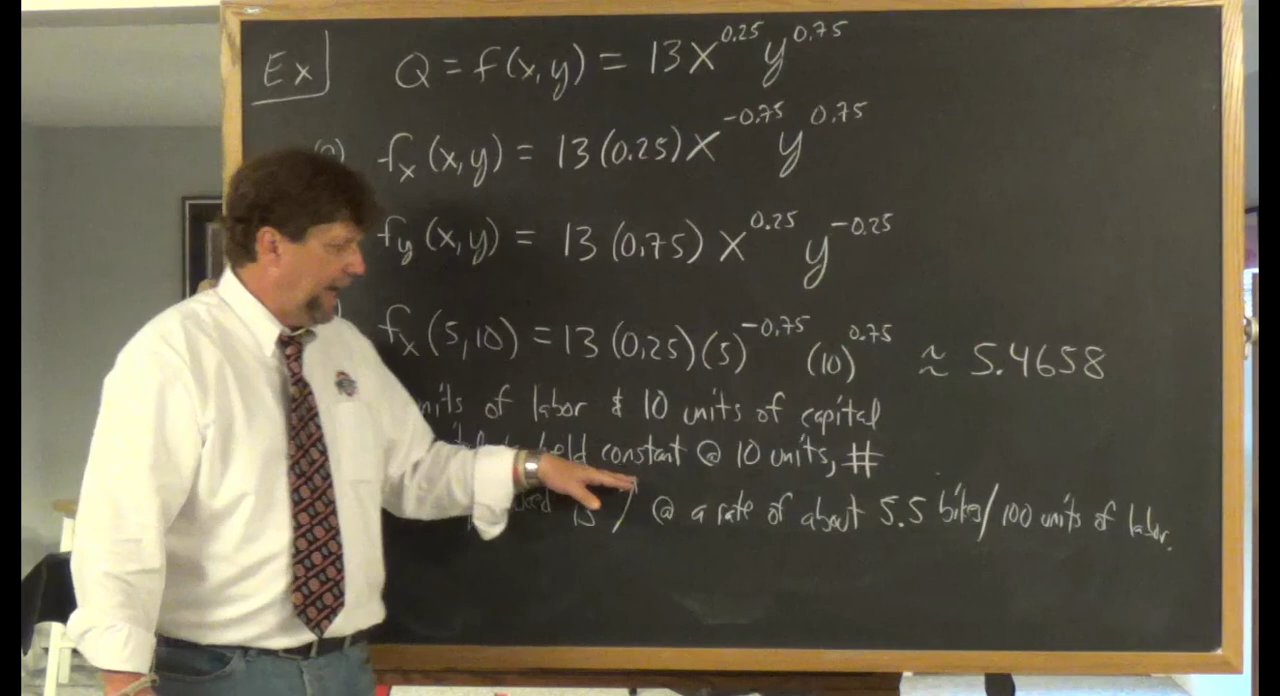 Ex Q = f(x,y) = 13x^0.25 y^0.75
f_x (x,y) = 13(0.25)x^-0.75 y^0.75
f_y (x,y) = 13(0.75) x^0.25 y^-0.25
f_x (5,10) = 13(0.25)(5)^-0.75 (10)^0.75 ≈ 5.4658
of labor & 10 units of capital
held constant @ 10 units, #
is ↗ @ a rate of about 5.5 bikes/100 units of labor.